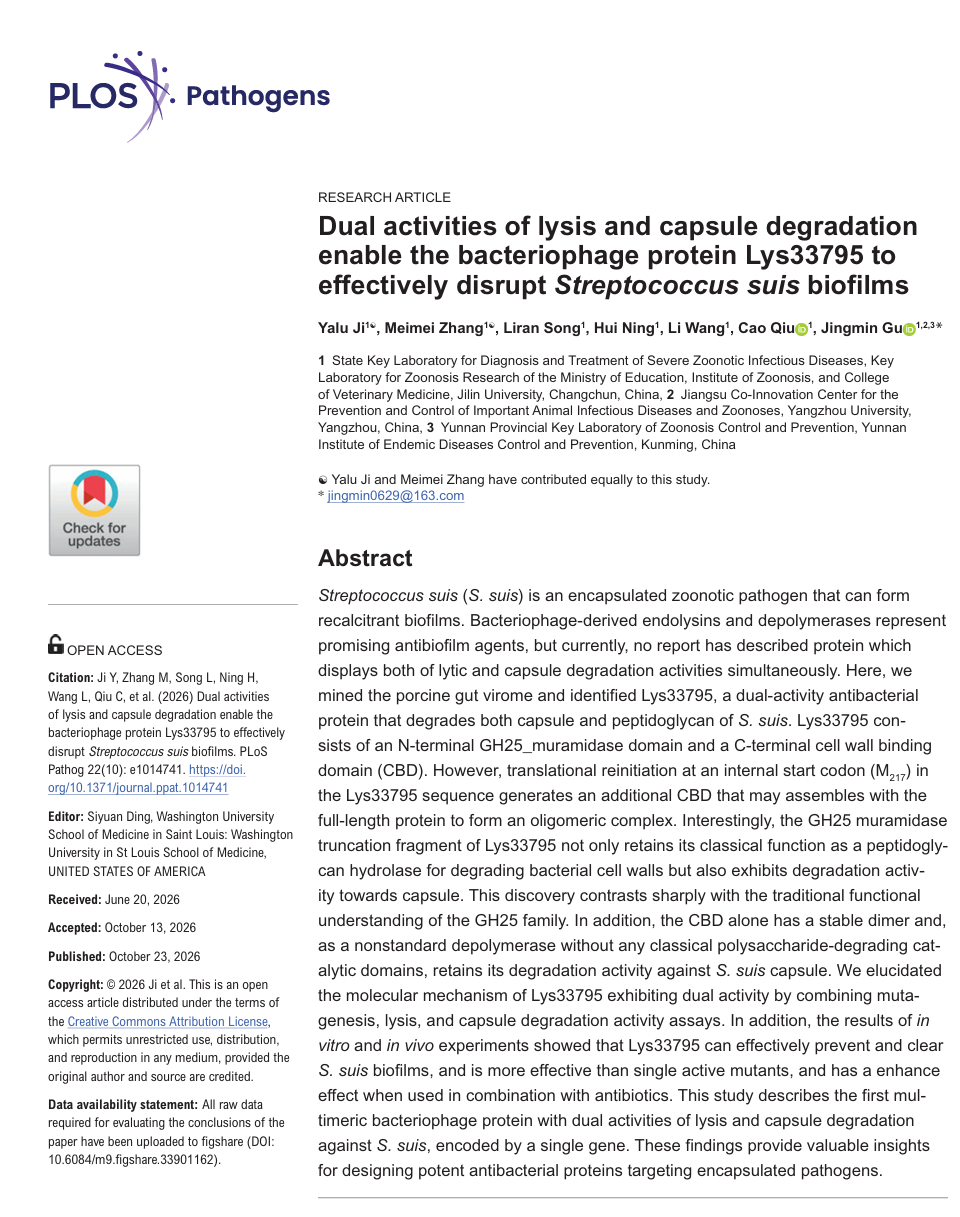 PLOS Pathogens
RESEARCH ARTICLE
Dual activities of lysis and capsule degradation
enable the bacteriophage protein Lys33795 to
effectively disrupt Streptococcus suis biofilms
Yalu Ji1☯, Meimei Zhang1☯, Liran Song1, Hui Ning1, Li Wang1, Cao Qiu1, Jingmin Gu1,2,3*
1 State Key Laboratory for Diagnosis and Treatment of Severe Zoonotic Infectious Diseases, Key
Laboratory for Zoonosis Research of the Ministry of Education, Institute of Zoonosis, and College
of Veterinary Medicine, Jilin University, Changchun, China, 2 Jiangsu Co-Innovation Center for the
Prevention and Control of Important Animal Infectious Diseases and Zoonoses, Yangzhou University,
Yangzhou, China, 3 Yunnan Provincial Key Laboratory of Zoonosis Control and Prevention, Yunnan
Institute of Endemic Diseases Control and Prevention, Kunming, China
☯ Yalu Ji and Meimei Zhang have contributed equally to this study.
* jingmin0629@163.com
Check for
updates
Abstract
Streptococcus suis (S. suis) is an encapsulated zoonotic pathogen that can form
recalcitrant biofilms. Bacteriophage-derived endolysins and depolymerases represent
promising antibiofilm agents, but currently, no report has described protein which
displays both of lytic and capsule degradation activities simultaneously. Here, we
mined the porcine gut virome and identified Lys33795, a dual-activity antibacterial
protein that degrades both capsule and peptidoglycan of S. suis. Lys33795 con-
sists of an N-terminal GH25_muramidase domain and a C-terminal cell wall binding
domain (CBD). However, translational reinitiation at an internal start codon (M217) in
the Lys33795 sequence generates an additional CBD that may assembles with the
full-length protein to form an oligomeric complex. Interestingly, the GH25 muramidase
truncation fragment of Lys33795 not only retains its classical function as a peptidogly-
can hydrolase for degrading bacterial cell walls but also exhibits degradation activ-
ity towards capsule. This discovery contrasts sharply with the traditional functional
understanding of the GH25 family. In addition, the CBD alone has a stable dimer and,
as a nonstandard depolymerase without any classical polysaccharide-degrading cat-
alytic domains, retains its degradation activity against S. suis capsule. We elucidated
the molecular mechanism of Lys33795 exhibiting dual activity by combining muta-
genesis, lysis, and capsule degradation activity assays. In addition, the results of in
vitro and in vivo experiments showed that Lys33795 can effectively prevent and clear
S. suis biofilms, and is more effective than single active mutants, and has a enhance
effect when used in combination with antibiotics. This study describes the first mul-
timeric bacteriophage protein with dual activities of lysis and capsule degradation
against S. suis, encoded by a single gene. These findings provide valuable insights
for designing potent antibacterial proteins targeting encapsulated pathogens.
OPEN ACCESS
Citation: Ji Y, Zhang M, Song L, Ning H,
Wang L, Qiu C, et al. (2026) Dual activities
of lysis and capsule degradation enable the
bacteriophage protein Lys33795 to effectively
disrupt Streptococcus suis biofilms. PLoS
Pathog 22(10): e1014741. https://doi.
org/10.1371/journal.ppat.1014741
Editor: Siyuan Ding, Washington University
School of Medicine in Saint Louis: Washington
University in St Louis School of Medicine,
UNITED STATES OF AMERICA
Received: June 20, 2026
Accepted: October 13, 2026
Published: October 23, 2026
Copyright: © 2026 Ji et al. This is an open
access article distributed under the terms of
the Creative Commons Attribution License,
which permits unrestricted use, distribution,
and reproduction in any medium, provided the
original author and source are credited.
Data availability statement: All raw data
required for evaluating the conclusions of the
paper have been uploaded to figshare (DOI:
10.6084/m9.figshare.33901162).